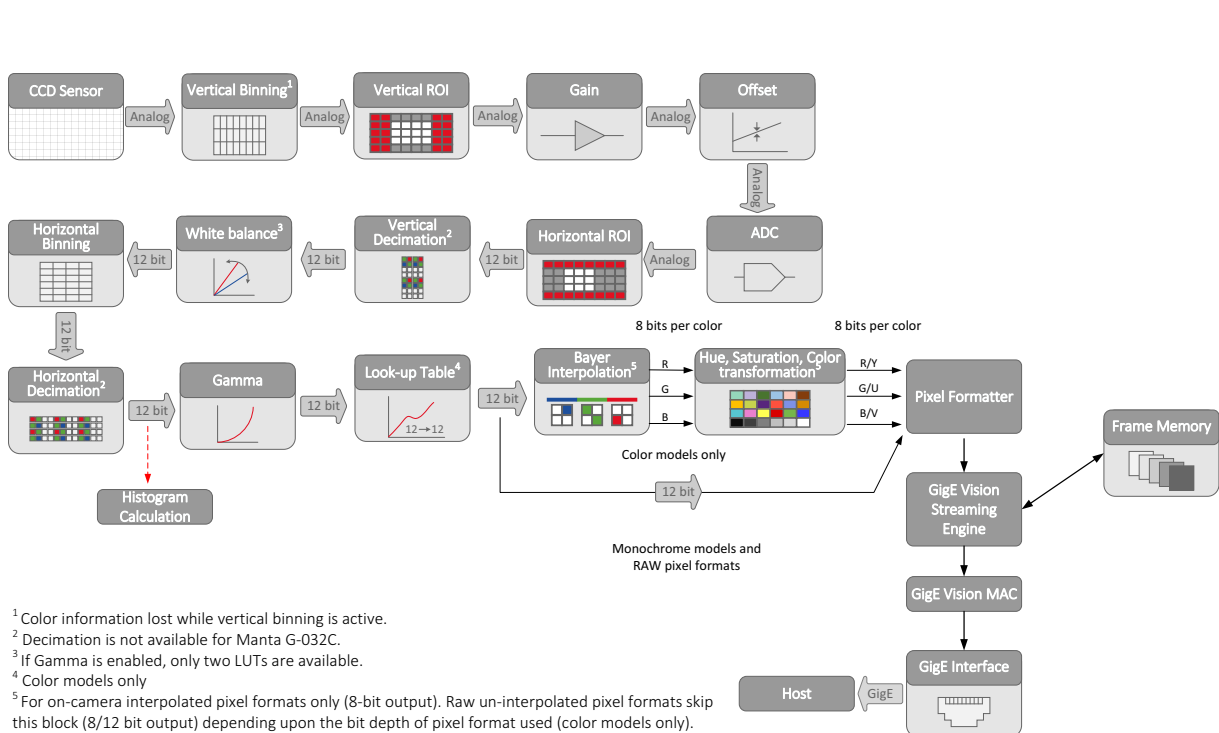 CCD Sensor
Analog
Vertical Binning¹
Analog
Vertical ROI
Analog
Gain
Analog
Offset
Analog
Horizontal
Binning
12 bit
White balance³
12 bit
Vertical
Decimation²
12 bit
Horizontal ROI
Analog
ADC
12 bit
8 bits per color
8 bits per color
Horizontal
Decimation²
12 bit
Gamma
12 bit
Look-up Table⁴
12→12
12 bit
Bayer
Interpolation⁵
R
G
B
Hue, Saturation, Color
transformation⁵
R/Y
G/U
B/V
Pixel Formatter
Color models only
Frame Memory
12 bit
Histogram
Calculation
GigE Vision
Streaming
Engine
Monochrome models and
RAW pixel formats
GigE Vision MAC
GigE Interface
GigE
Host
¹ Color information lost while vertical binning is active.
² Decimation is not available for Manta G-032C.
³ If Gamma is enabled, only two LUTs are available.
⁴ Color models only
⁵ For on-camera interpolated pixel formats only (8-bit output). Raw un-interpolated pixel formats skip
this block (8/12 bit output) depending upon the bit depth of pixel format used (color models only).